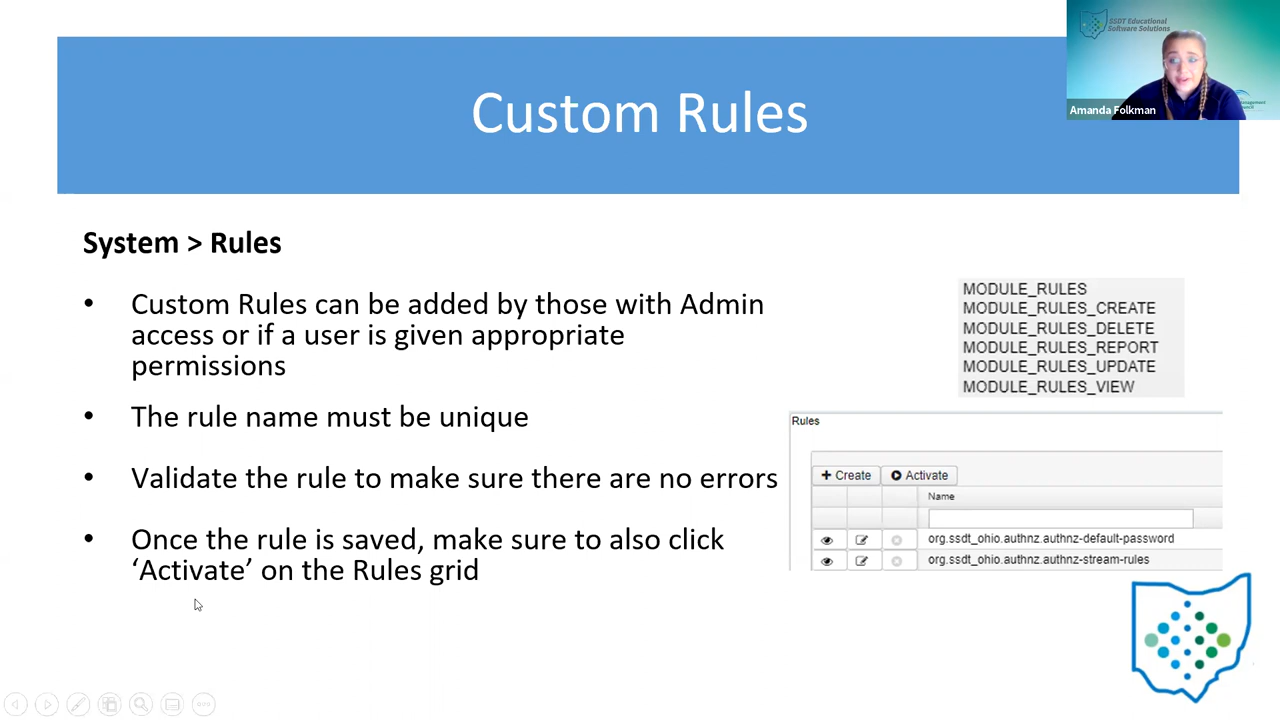 SSDT Educational
Software Solutions
Amanda Folkman
Custom Rules
System > Rules
• Custom Rules can be added by those with Admin
access or if a user is given appropriate
permissions
• The rule name must be unique
• Validate the rule to make sure there are no errors
• Once the rule is saved, make sure to also click
‘Activate’ on the Rules grid
MODULE_RULES
MODULE_RULES_CREATE
MODULE_RULES_DELETE
MODULE_RULES_REPORT
MODULE_RULES_UPDATE
MODULE_RULES_VIEW
Rules
+ Create Activate
Name
org.ssdt_ohio.authnz.authnz-default-password
org.ssdt_ohio.authnz.authnz-stream-rules